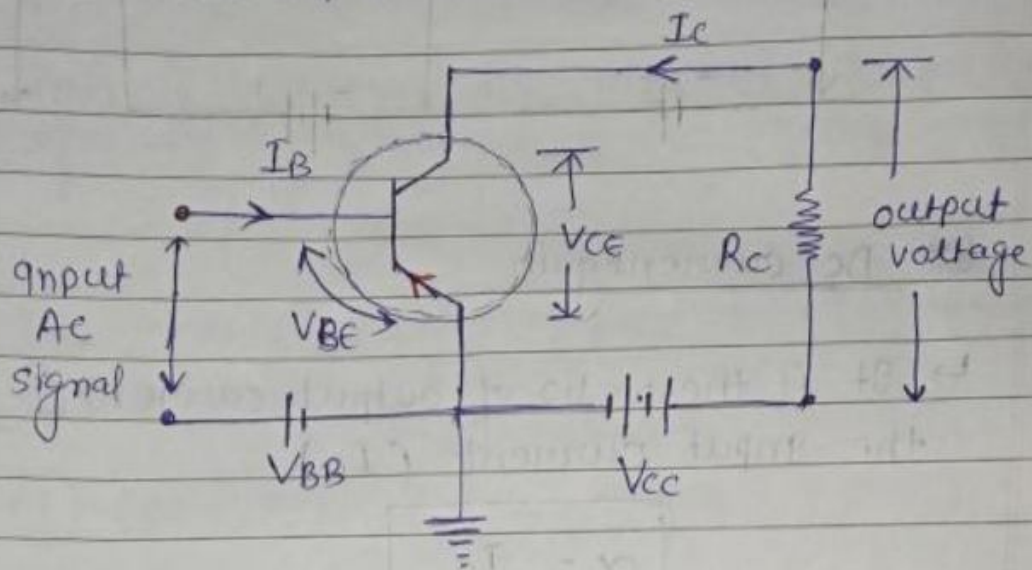 IC
IB
VCE
RC
output
voltage
Input
AC
signal
VBE
VBB
VCC